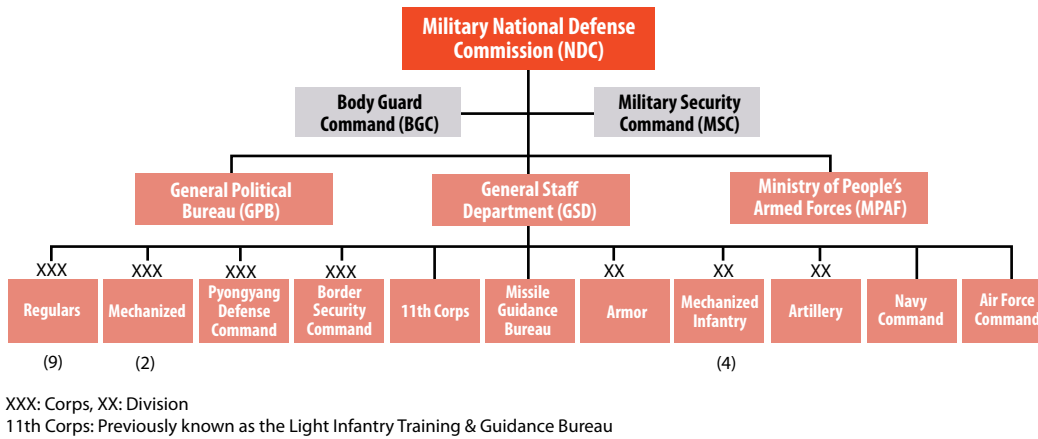 Military National Defense
Commission (NDC)
Body Guard
Command (BGC)
Military Security
Command (MSC)
General Political
Bureau (GPB)
General Staff
Department (GSD)
Ministry of People's
Armed Forces (MPAF)
XXX
XXX
XXX
XXX
XX
XX
XX
Regulars
Mechanized
Pyongyang
Defense
Command
Border
Security
Command
11th Corps
Missile
Guidance
Bureau
Armor
Mechanized
Infantry
Artillery
Navy
Command
Air Force
Command
(9)
(2)
(4)
XXX: Corps, XX: Division
11th Corps: Previously known as the Light Infantry Training & Guidance Bureau